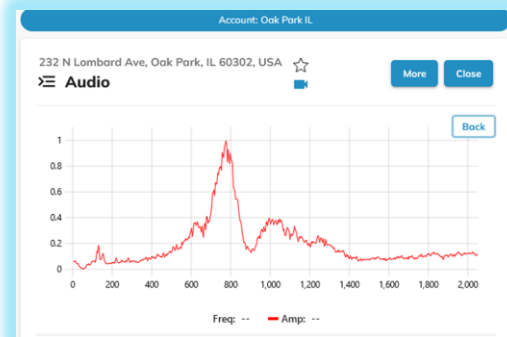 Account: Oak Park IL
232 N Lombard Ave, Oak Park, IL 60302, USA
Audio
More
Close
Back
1
0.8
0.6
0.4
0.2
0
0 200 400 600 800 1,000 1,200 1,400 1,600 1,800 2,000
Freq: -- Amp: --